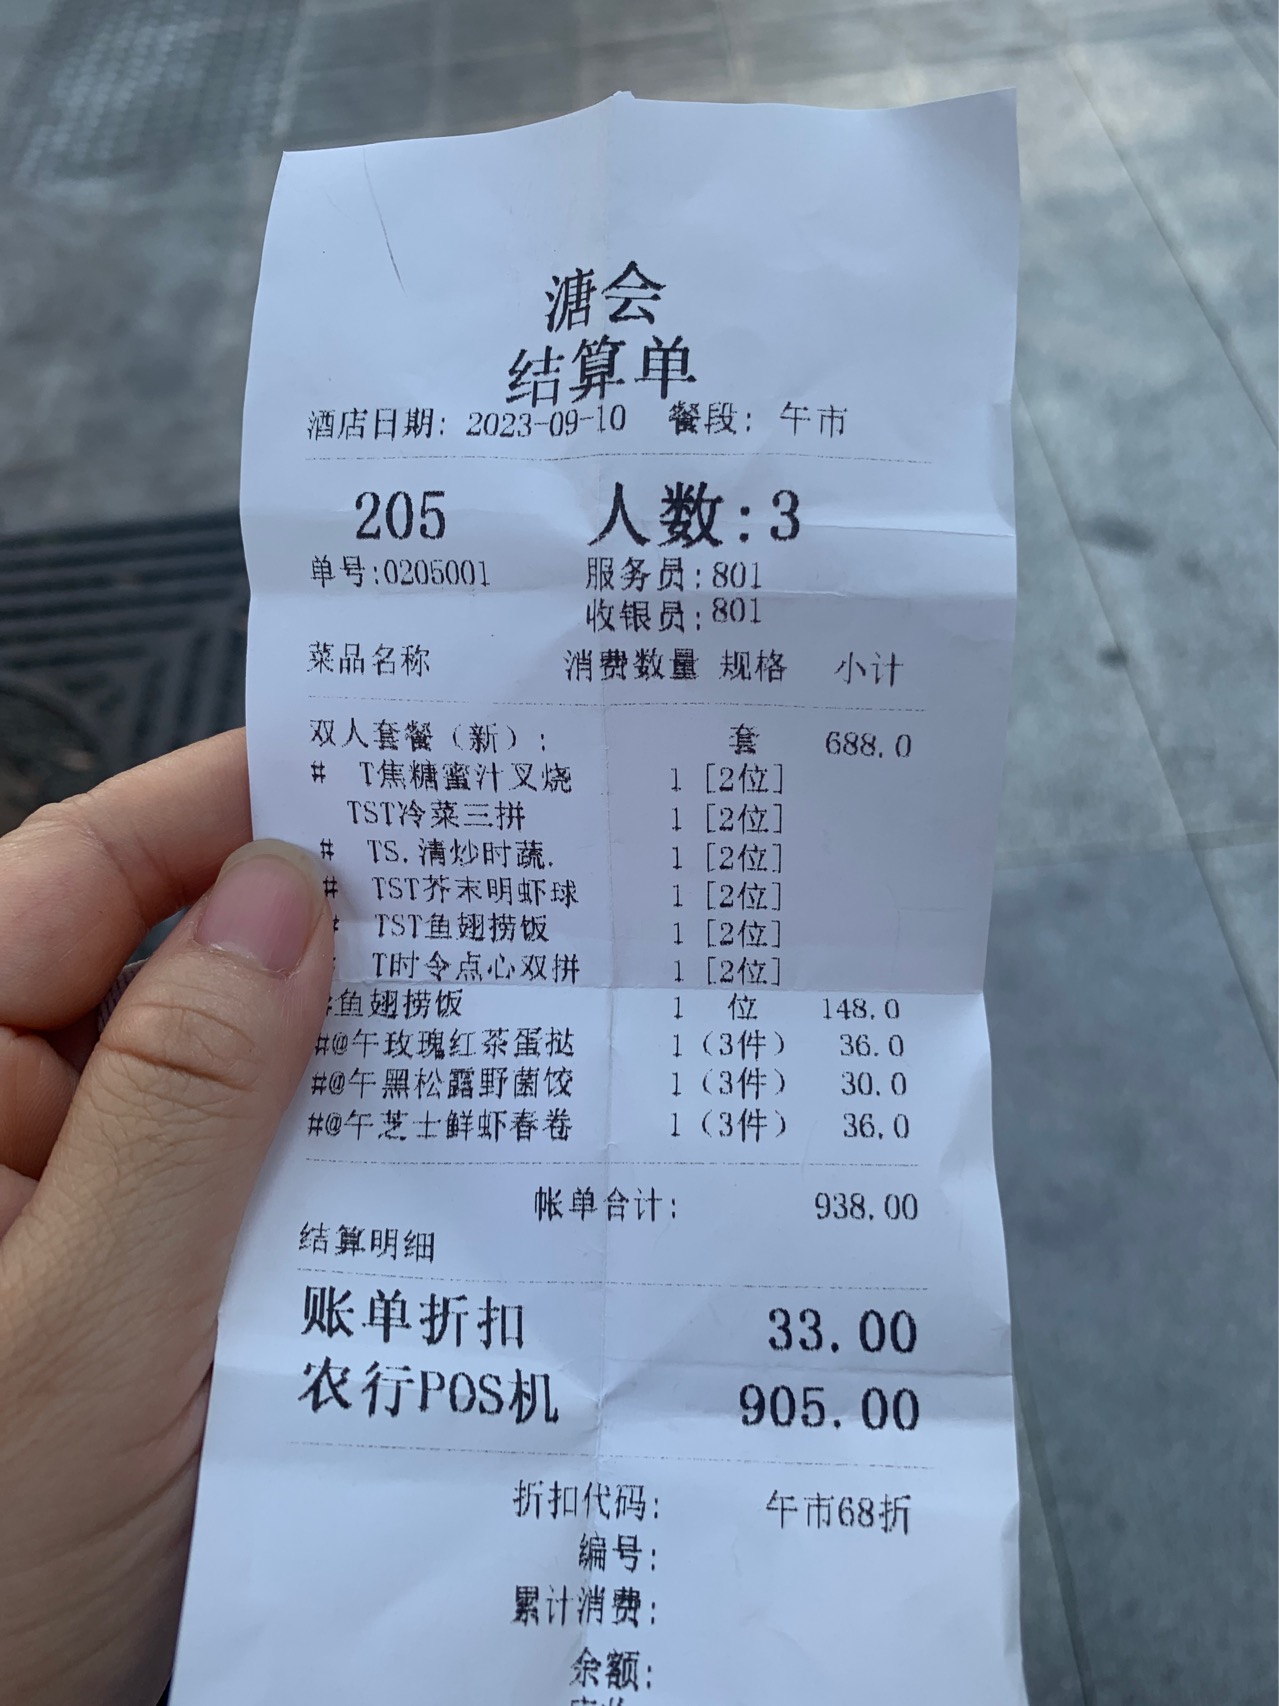 溏会
结算单
酒店日期: 2023-09-10 餐段: 午市
205 人数:3
单号:0205001 服务员:801
收银员:801
菜品名称 消费数量 规格 小计
双人套餐（新）: 套 688.0
# T焦糖蜜汁叉烧 1 [2位]
TST冷菜三拼 1 [2位]
# TS.清炒时蔬. 1 [2位]
# TST芥末明虾球 1 [2位]
# TST鱼翅捞饭 1 [2位]
T时令点心双拼 1 [2位]
#鱼翅捞饭 1 位 148.0
#@午玫瑰红茶蛋挞 1 (3件) 36.0
#@午黑松露野菌饺 1 (3件) 30.0
#@午芝士鲜虾春卷 1 (3件) 36.0
帐单合计: 938.00
结算明细
账单折扣 33.00
农行POS机 905.00
折扣代码: 午市68折
编号:
累计消费:
余额: